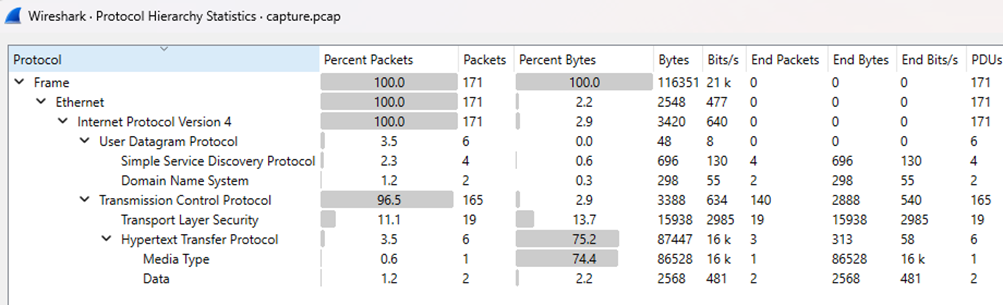 Wireshark · Protocol Hierarchy Statistics · capture.pcap
Protocol Percent Packets Packets Percent Bytes Bytes Bits/s End Packets End Bytes End Bits/s PDUs
Frame 100.0 171 100.0 116351 21 k 0 0 0 171
Ethernet 100.0 171 2.2 2548 477 0 0 0 171
Internet Protocol Version 4 100.0 171 2.9 3420 640 0 0 0 171
User Datagram Protocol 3.5 6 0.0 48 8 0 0 0 6
Simple Service Discovery Protocol 2.3 4 0.6 696 130 4 696 130 4
Domain Name System 1.2 2 0.3 298 55 2 298 55 2
Transmission Control Protocol 96.5 165 2.9 3388 634 140 2888 540 165
Transport Layer Security 11.1 19 13.7 15938 2985 19 15938 2985 19
Hypertext Transfer Protocol 3.5 6 75.2 87447 16 k 3 313 58 6
Media Type 0.6 1 74.4 86528 16 k 1 86528 16 k 1
Data 1.2 2 2.2 2568 481 2 2568 481 2